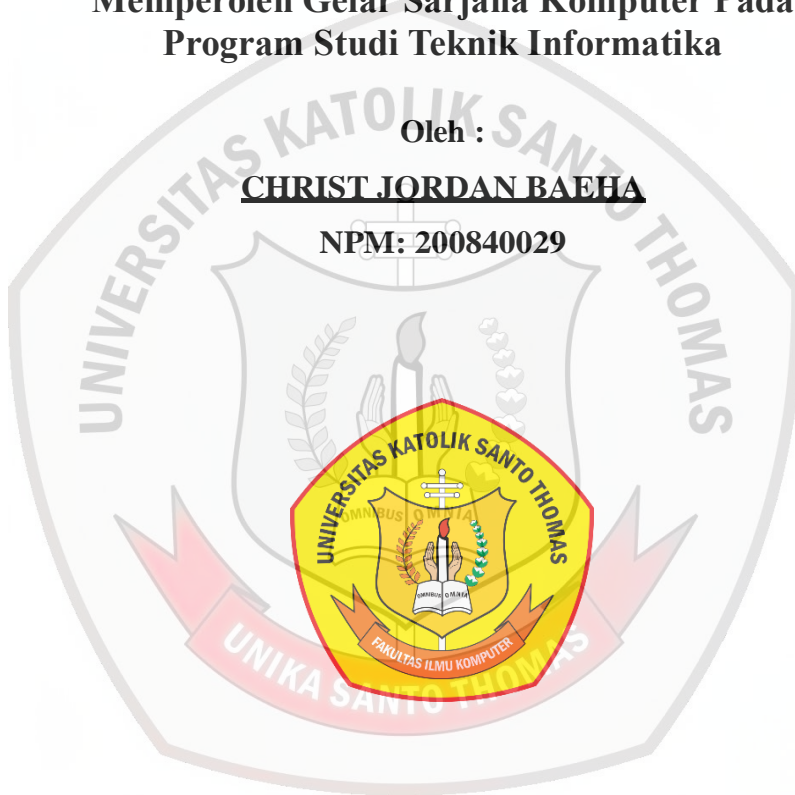 Memperoleh Gelar Sarjana Komputer Pada
Program Studi Teknik Informatika
Oleh :
CHRIST JORDAN BAEHA
NPM: 200840029
UNIVERSITAS KATOLIK SANTO THOMAS
OMNIBUS OMNIA
UNIKA SANTO THOMAS
UNIVERSITAS KATOLIK SANTO THOMAS
OMNIBUS OMNIA
FAKULTAS ILMU KOMPUTER